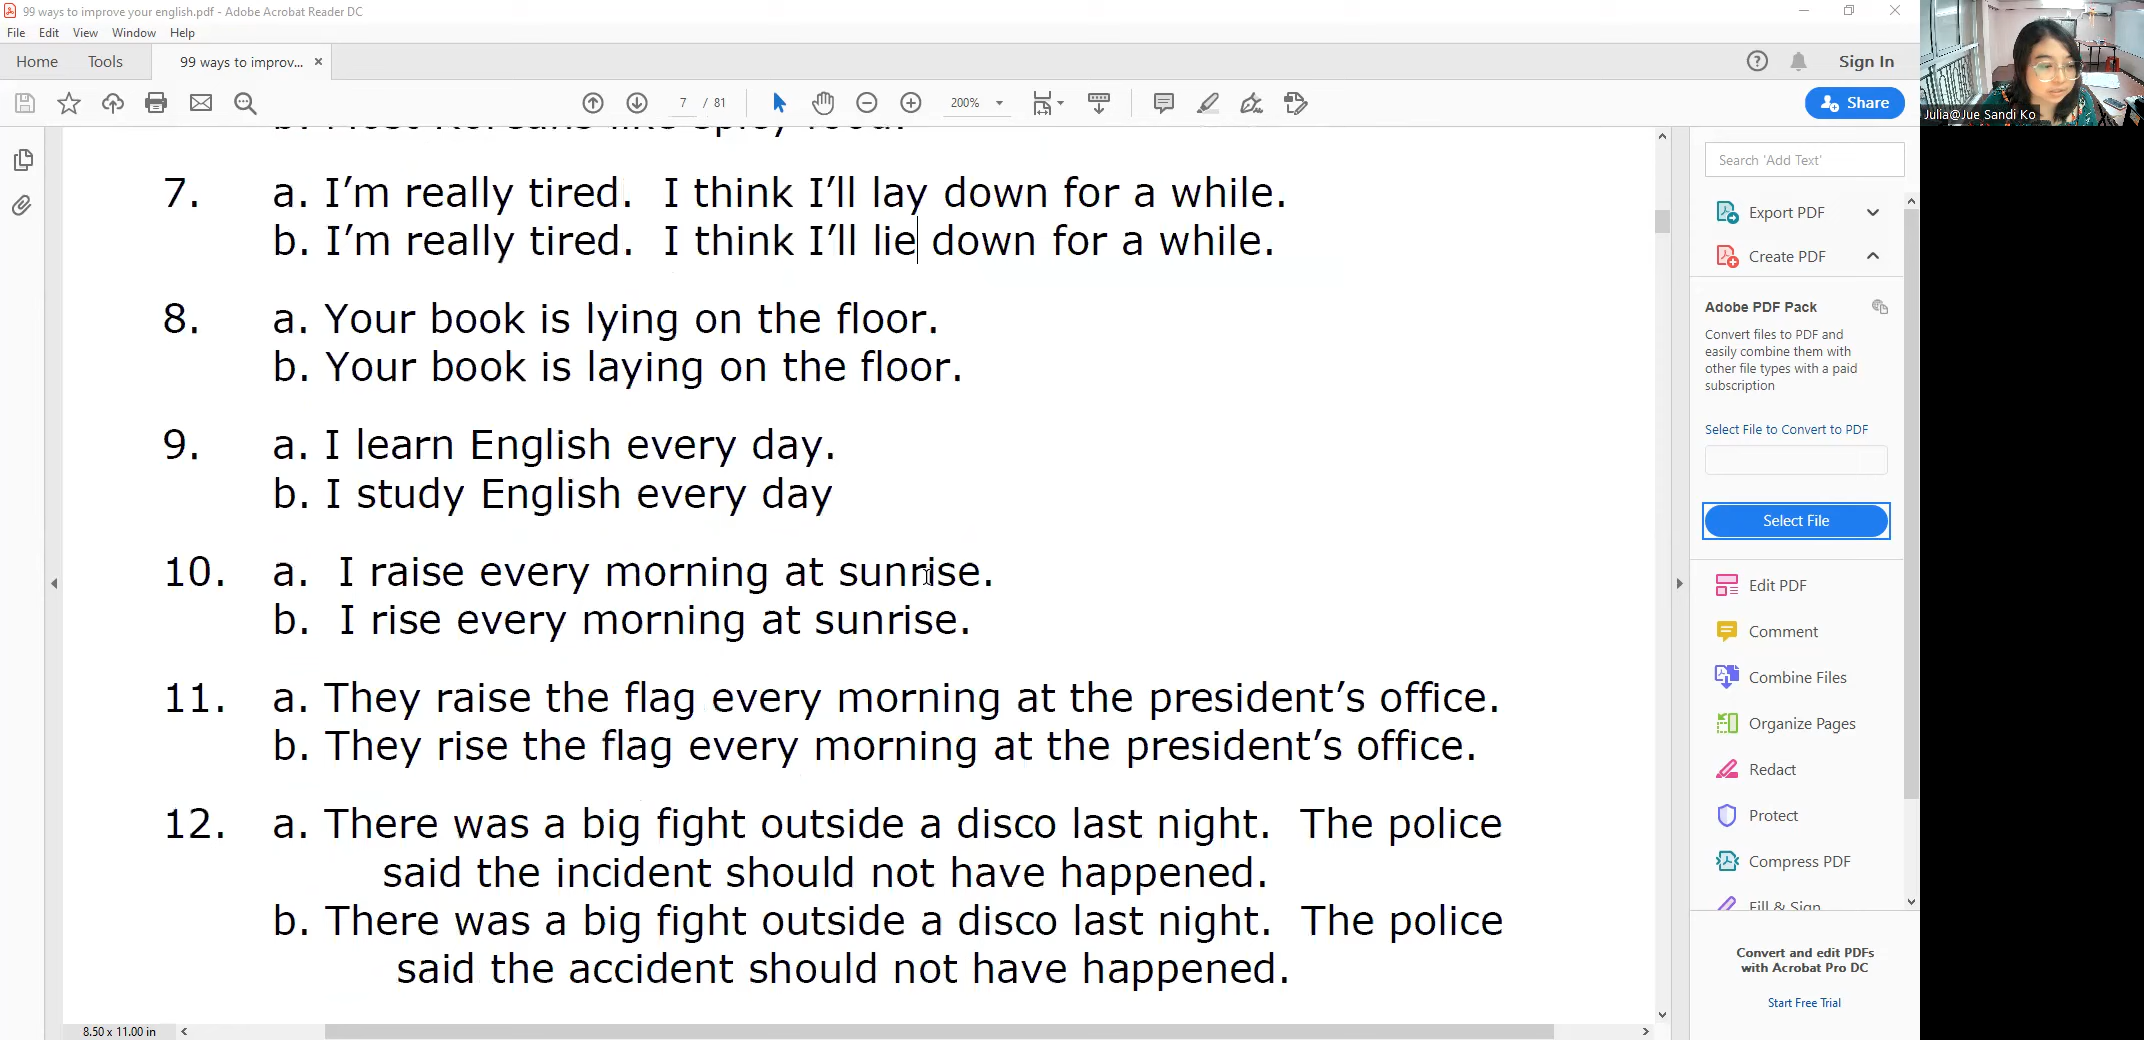 99 ways to improve your english.pdf - Adobe Acrobat Reader DC
File Edit View Window Help
Home Tools 99 ways to improv... × Sign In
7 / 81 200% Share
b. Most Koreans like spicy food.
7. a. I’m really tired. I think I’ll lay down for a while.
b. I’m really tired. I think I’ll lie down for a while.
8. a. Your book is lying on the floor.
b. Your book is laying on the floor.
9. a. I learn English every day.
b. I study English every day
10. a. I raise every morning at sunrise.
b. I rise every morning at sunrise.
11. a. They raise the flag every morning at the president’s office.
b. They rise the flag every morning at the president’s office.
12. a. There was a big fight outside a disco last night. The police
said the incident should not have happened.
b. There was a big fight outside a disco last night. The police
said the accident should not have happened.
8.50 x 11.00 in
Search 'Add Text'
Export PDF
Create PDF
Adobe PDF Pack
Convert files to PDF and
easily combine them with
other file types with a paid
subscription
Select File to Convert to PDF
Select File
Edit PDF
Comment
Combine Files
Organize Pages
Redact
Protect
Compress PDF
Fill & Sign
Convert and edit PDFs
with Acrobat Pro DC
Start Free Trial
Julia@Jue Sandi Ko